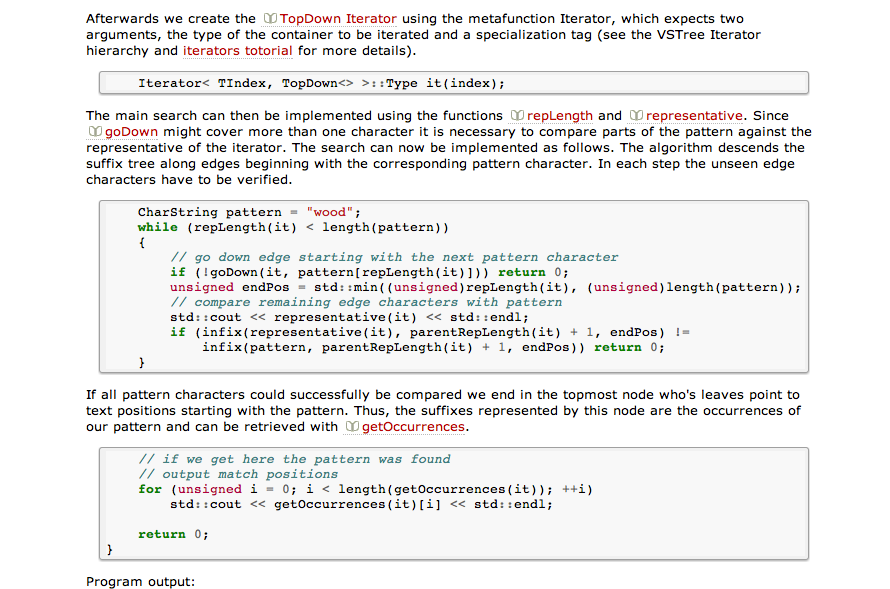 Afterwards we create the TopDown Iterator using the metafunction Iterator, which expects two
arguments, the type of the container to be iterated and a specialization tag (see the VSTree Iterator
hierarchy and iterators totorial for more details).
Iterator< TIndex, TopDown<> >::Type it(index);
The main search can then be implemented using the functions repLength and representative. Since
goDown might cover more than one character it is necessary to compare parts of the pattern against the
representative of the iterator. The search can now be implemented as follows. The algorithm descends the
suffix tree along edges beginning with the corresponding pattern character. In each step the unseen edge
characters have to be verified.
CharString pattern = "wood";
while (repLength(it) < length(pattern))
{
// go down edge starting with the next pattern character
if (!goDown(it, pattern[repLength(it)])) return 0;
unsigned endPos = std::min((unsigned)repLength(it), (unsigned)length(pattern));
// compare remaining edge characters with pattern
std::cout << representative(it) << std::endl;
if (infix(representative(it), parentRepLength(it) + 1, endPos) !=
infix(pattern, parentRepLength(it) + 1, endPos)) return 0;
}
If all pattern characters could successfully be compared we end in the topmost node who's leaves point to
text positions starting with the pattern. Thus, the suffixes represented by this node are the occurrences of
our pattern and can be retrieved with getOccurrences.
// if we get here the pattern was found
// output match positions
for (unsigned i = 0; i < length(getOccurrences(it)); ++i)
std::cout << getOccurrences(it)[i] << std::endl;
return 0;
}
Program output: